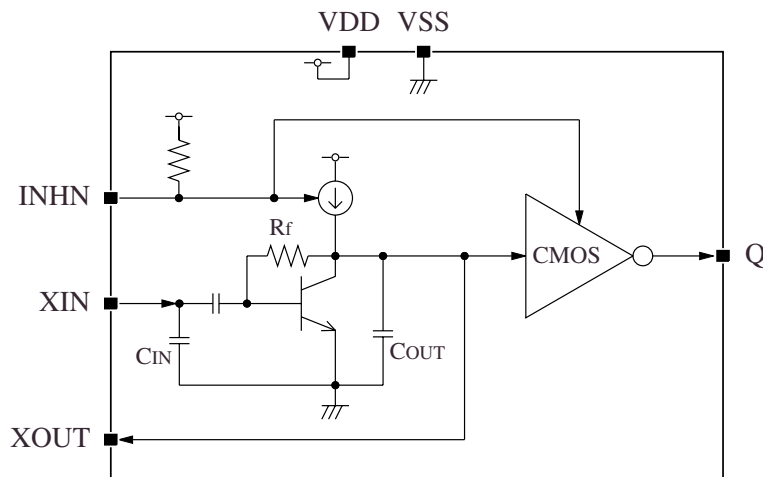 VDD VSS
INHN
Rf
CMOS
Q
XIN
CIN
COUT
XOUT